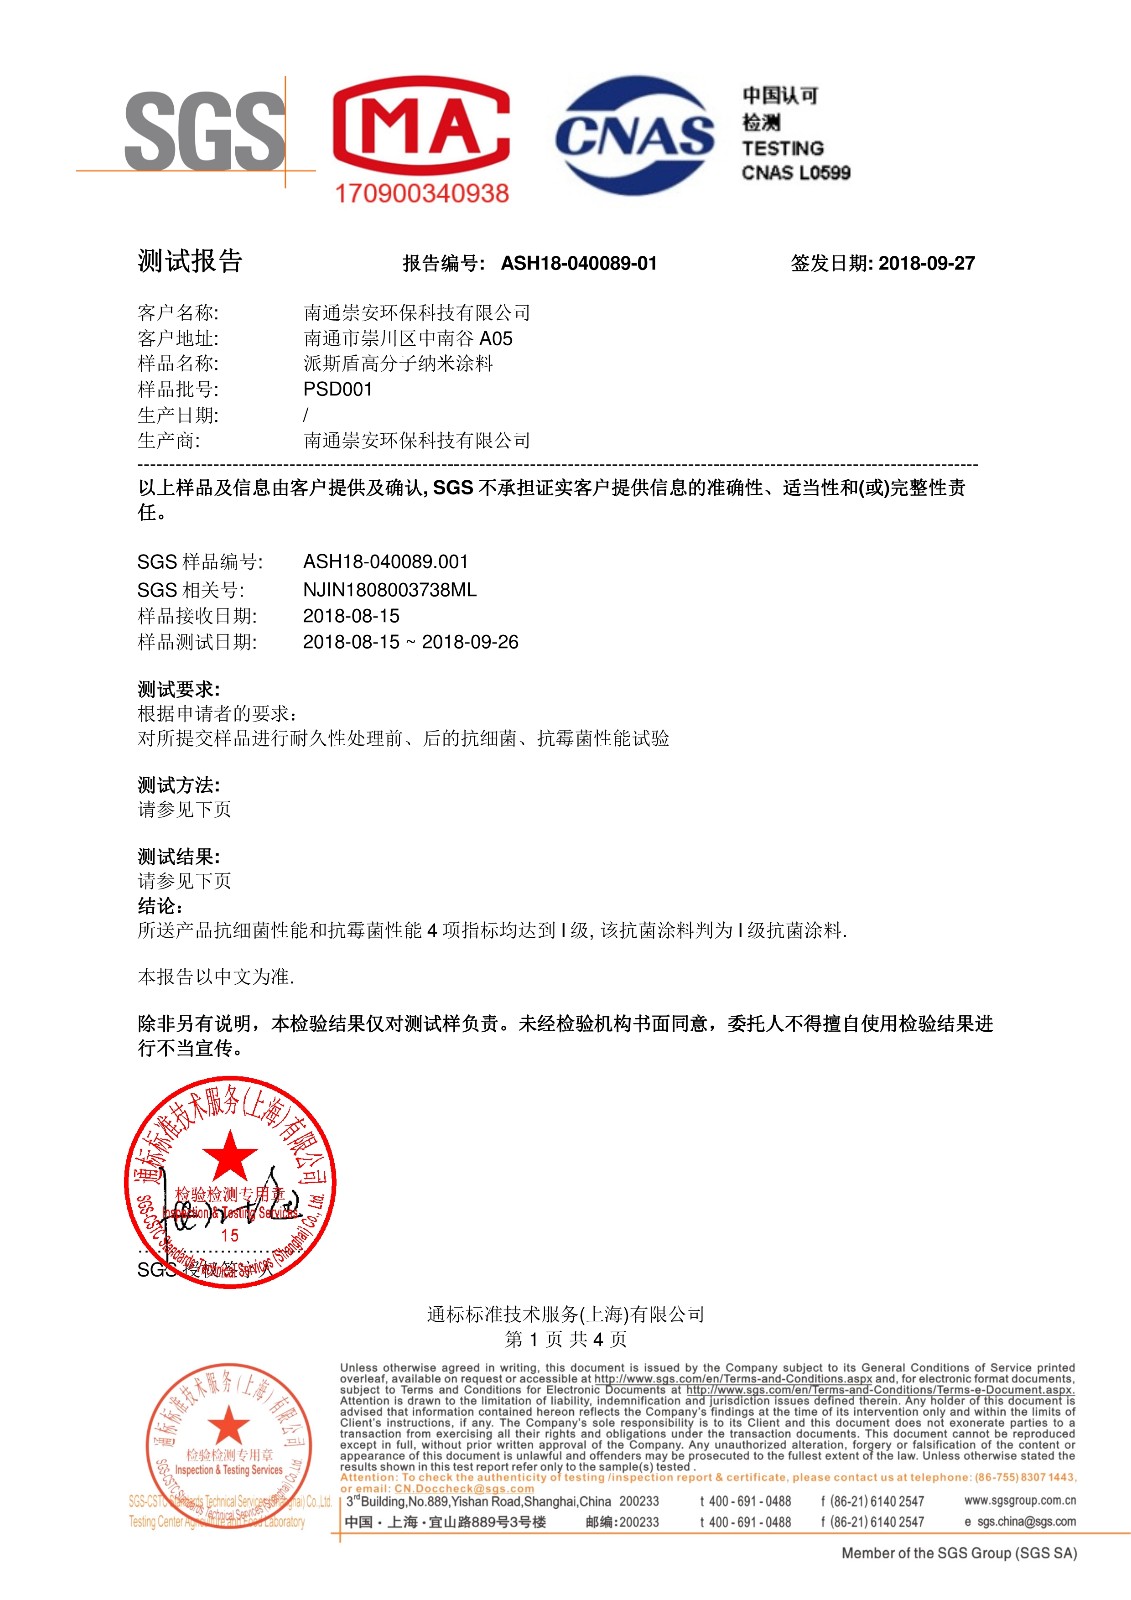 SGS
MA
170900340938
CNAS
中国认可
检测
TESTING
CNAS L0599
测试报告 报告编号: ASH18-040089-01 签发日期: 2018-09-27
客户名称: 南通崇安环保科技有限公司
客户地址: 南通市崇川区中南谷 A05
样品名称: 派斯盾高分子纳米涂料
样品批号: PSD001
生产日期: /
生产商: 南通崇安环保科技有限公司
以上样品及信息由客户提供及确认, SGS 不承担证实客户提供信息的准确性、适当性和(或)完整性责
任。
SGS 样品编号: ASH18-040089.001
SGS 相关号: NJIN1808003738ML
样品接收日期: 2018-08-15
样品测试日期: 2018-08-15 ~ 2018-09-26
测试要求:
根据申请者的要求:
对所提交样品进行耐久性处理前、后的抗细菌、抗霉菌性能试验
测试方法:
请参见下页
测试结果:
请参见下页
结论:
所送产品抗细菌性能和抗霉菌性能 4 项指标均达到 I 级, 该抗菌涂料判为 I 级抗菌涂料.
本报告以中文为准.
除非另有说明，本检验结果仅对测试样负责。未经检验机构书面同意，委托人不得擅自使用检验结果进
行不当宣传。
通标标准技术服务(上海)有限公司
检验检测专用章
Inspection & Testing Services
15
SGS-CSTC Standards Technical Services (Shanghai) Co., Ltd.
SGS 授权签字人
通标标准技术服务(上海)有限公司
第 1 页 共 4 页
通标标准技术服务(上海)有限公司
检验检测专用章
Inspection & Testing Services
SGS-CSTC Standards Technical Services (Shanghai) Co., Ltd.
Testing Center Agriculture and Food Laboratory
Unless otherwise agreed in writing, this document is issued by the Company subject to its General Conditions of Service printed
overleaf, available on request or accessible at http://www.sgs.com/en/Terms-and-Conditions.aspx and, for electronic format documents,
subject to Terms and Conditions for Electronic Documents at http://www.sgs.com/en/Terms-and-Conditions/Terms-e-Document.aspx.
Attention is drawn to the limitation of liability, indemnification and jurisdiction issues defined therein. Any holder of this document is
advised that information contained hereon reflects the Company's findings at the time of its intervention only and within the limits of
Client's instructions, if any. The Company's sole responsibility is to its Client and this document does not exonerate parties to a
transaction from exercising all their rights and obligations under the transaction documents. This document cannot be reproduced
except in full, without prior written approval of the Company. Any unauthorized alteration, forgery or falsification of the content or
appearance of this document is unlawful and offenders may be prosecuted to the fullest extent of the law. Unless otherwise stated the
results shown in this test report refer only to the sample(s) tested .
Attention: To check the authenticity of testing /inspection report & certificate, please contact us at telephone: (86-755) 8307 1443,
or email: CN.Doccheck@sgs.com
3rd Building,No.889,Yishan Road,Shanghai,China 200233 t 400-691-0488 f (86-21) 6140 2547 www.sgsgroup.com.cn
中国·上海·宜山路889号3号楼 邮编:200233 t 400-691-0488 f (86-21) 6140 2547 e sgs.china@sgs.com
Member of the SGS Group (SGS SA)